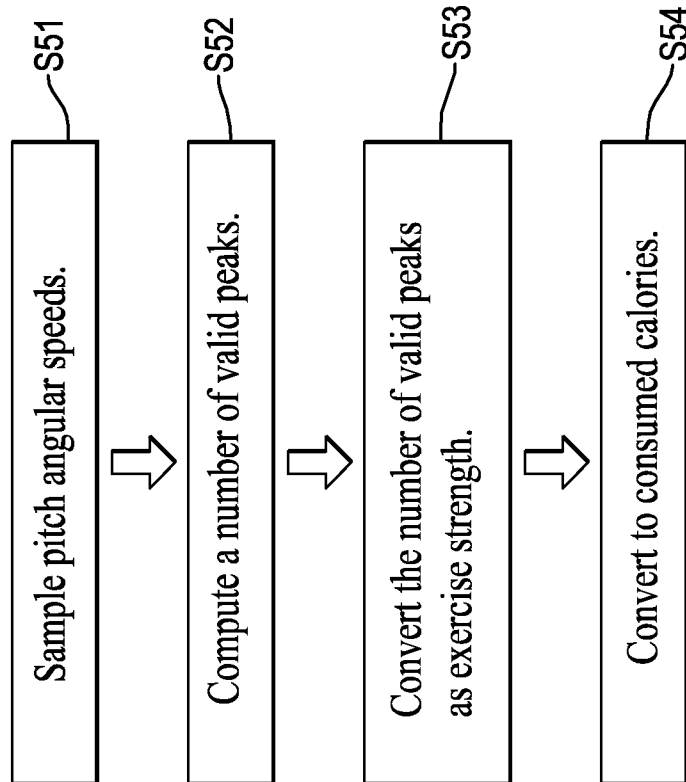 Sample pitch angular speeds.
S51
Compute a number of valid peaks.
S52
Convert the number of valid peaks
as exercise strength.
S53
Convert to consumed calories.
S54